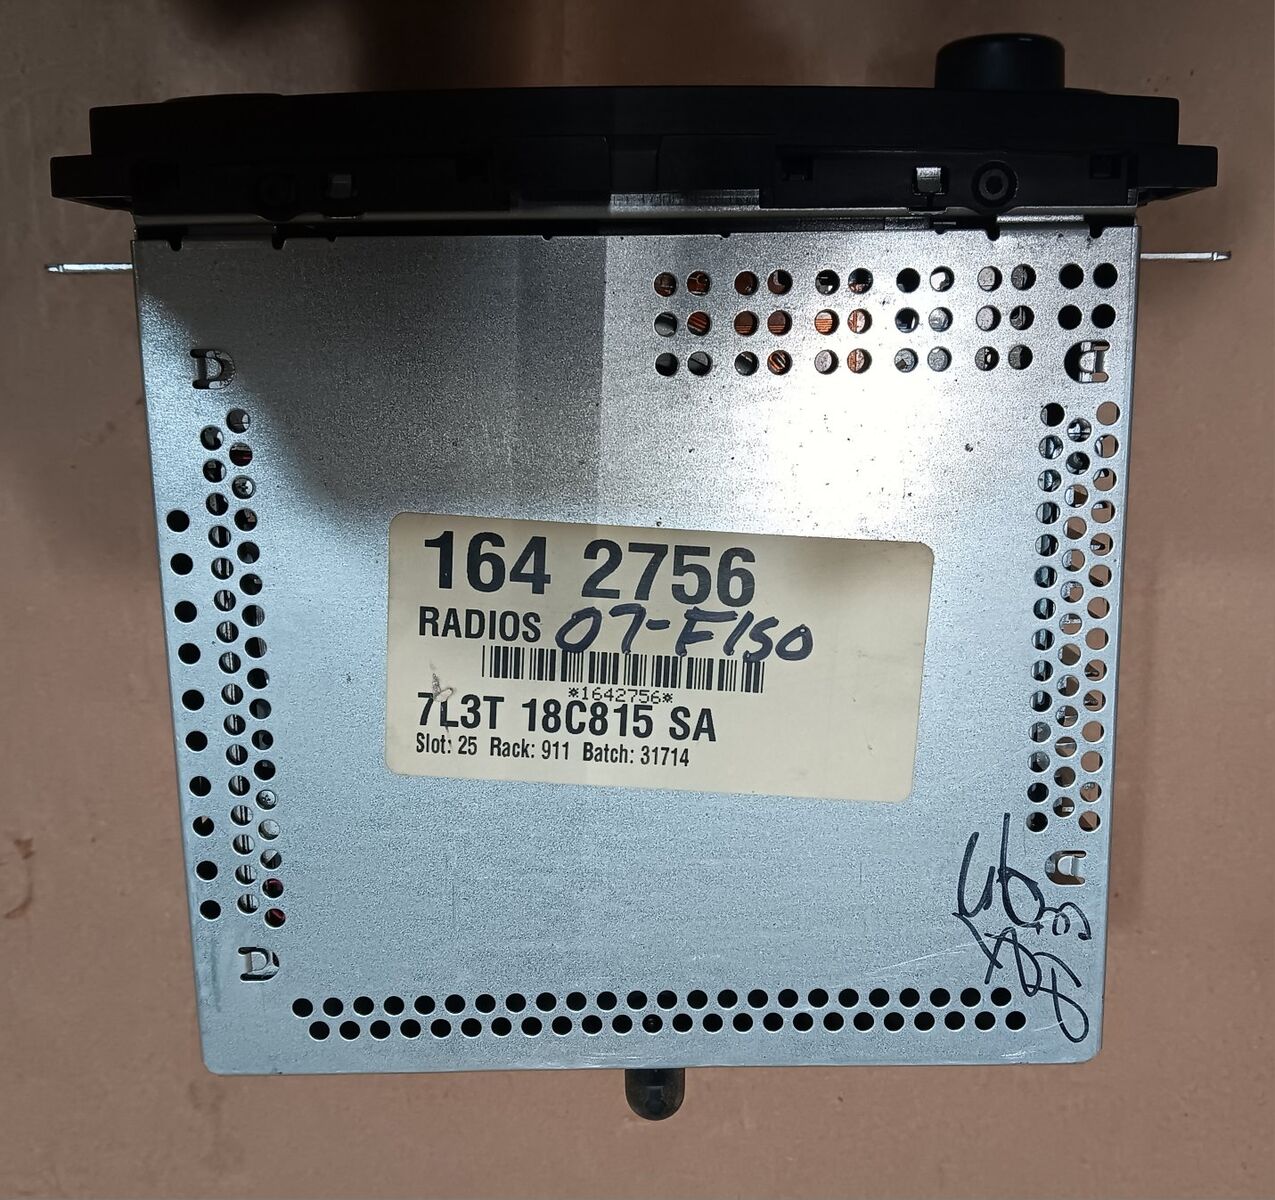 164 2756
RADIOS 07-F150
*1642756*
7L3T 18C815 SA
Slot: 25 Rack: 911 Batch: 31714